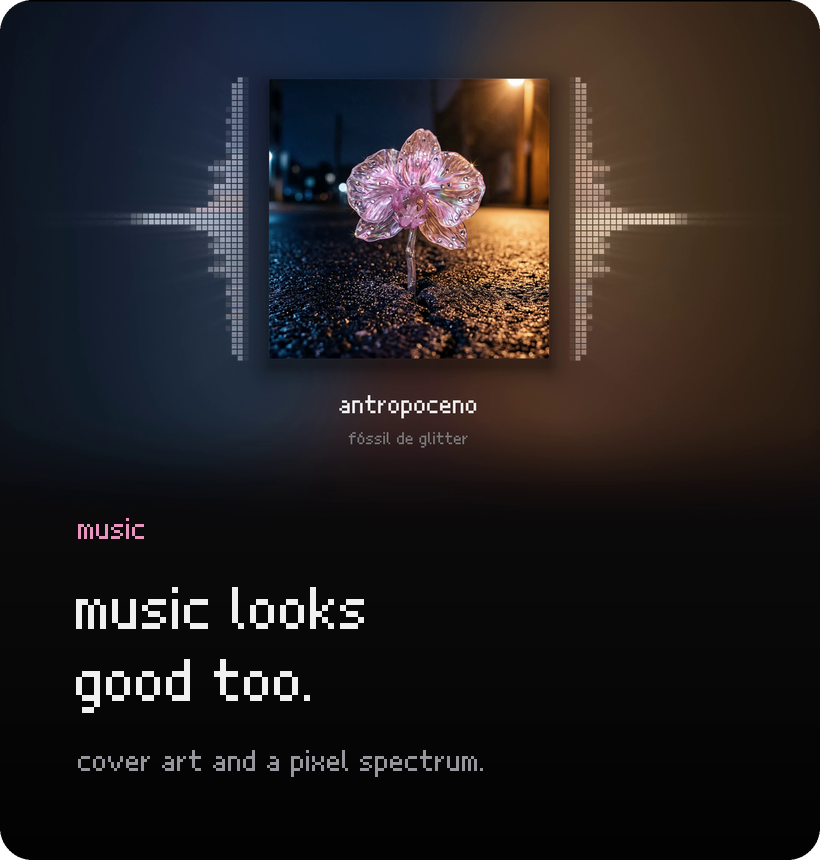 antropoceno
fóssil de glitter
music
music looks
good too.
cover art and a pixel spectrum.